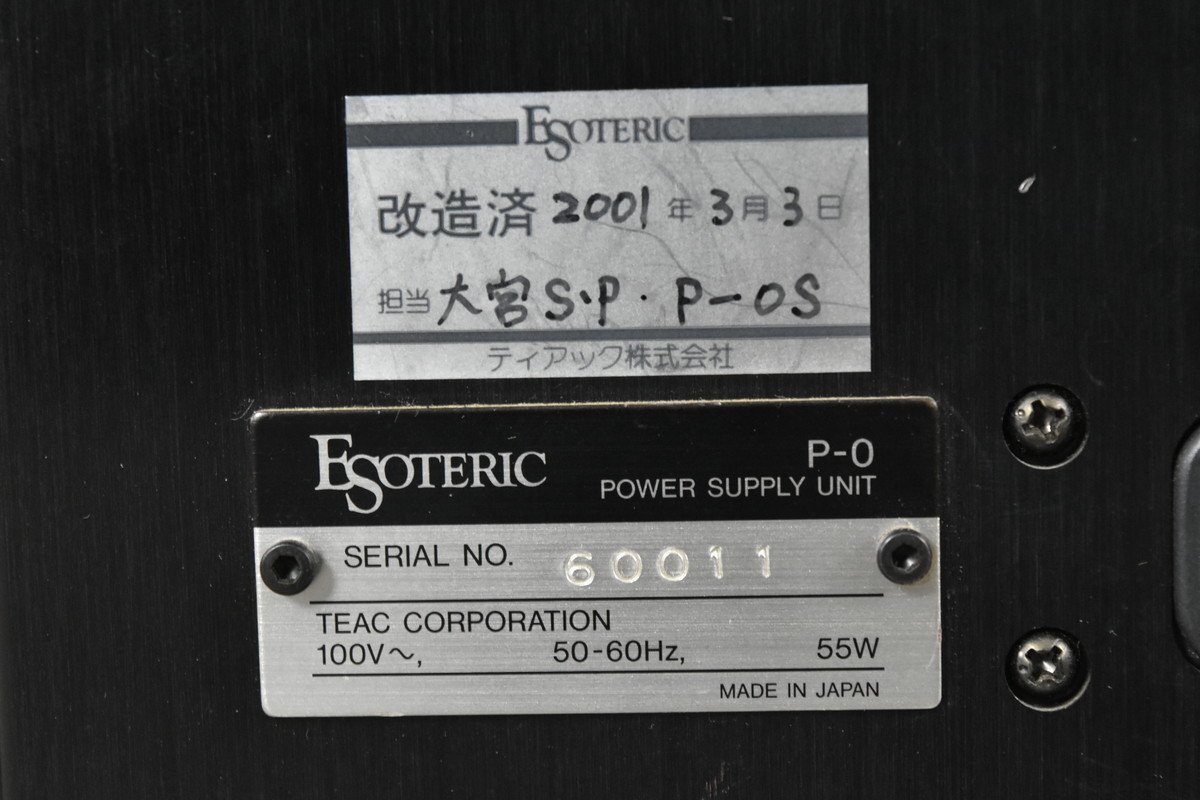 ESOTERIC
改造済 2001 年 3 月 3 日
担当 大宮 S・P・P-0S
ティアック株式会社
ESOTERIC
P-0
POWER SUPPLY UNIT
SERIAL NO. 60011
TEAC CORPORATION
100V～, 50-60Hz, 55W
MADE IN JAPAN